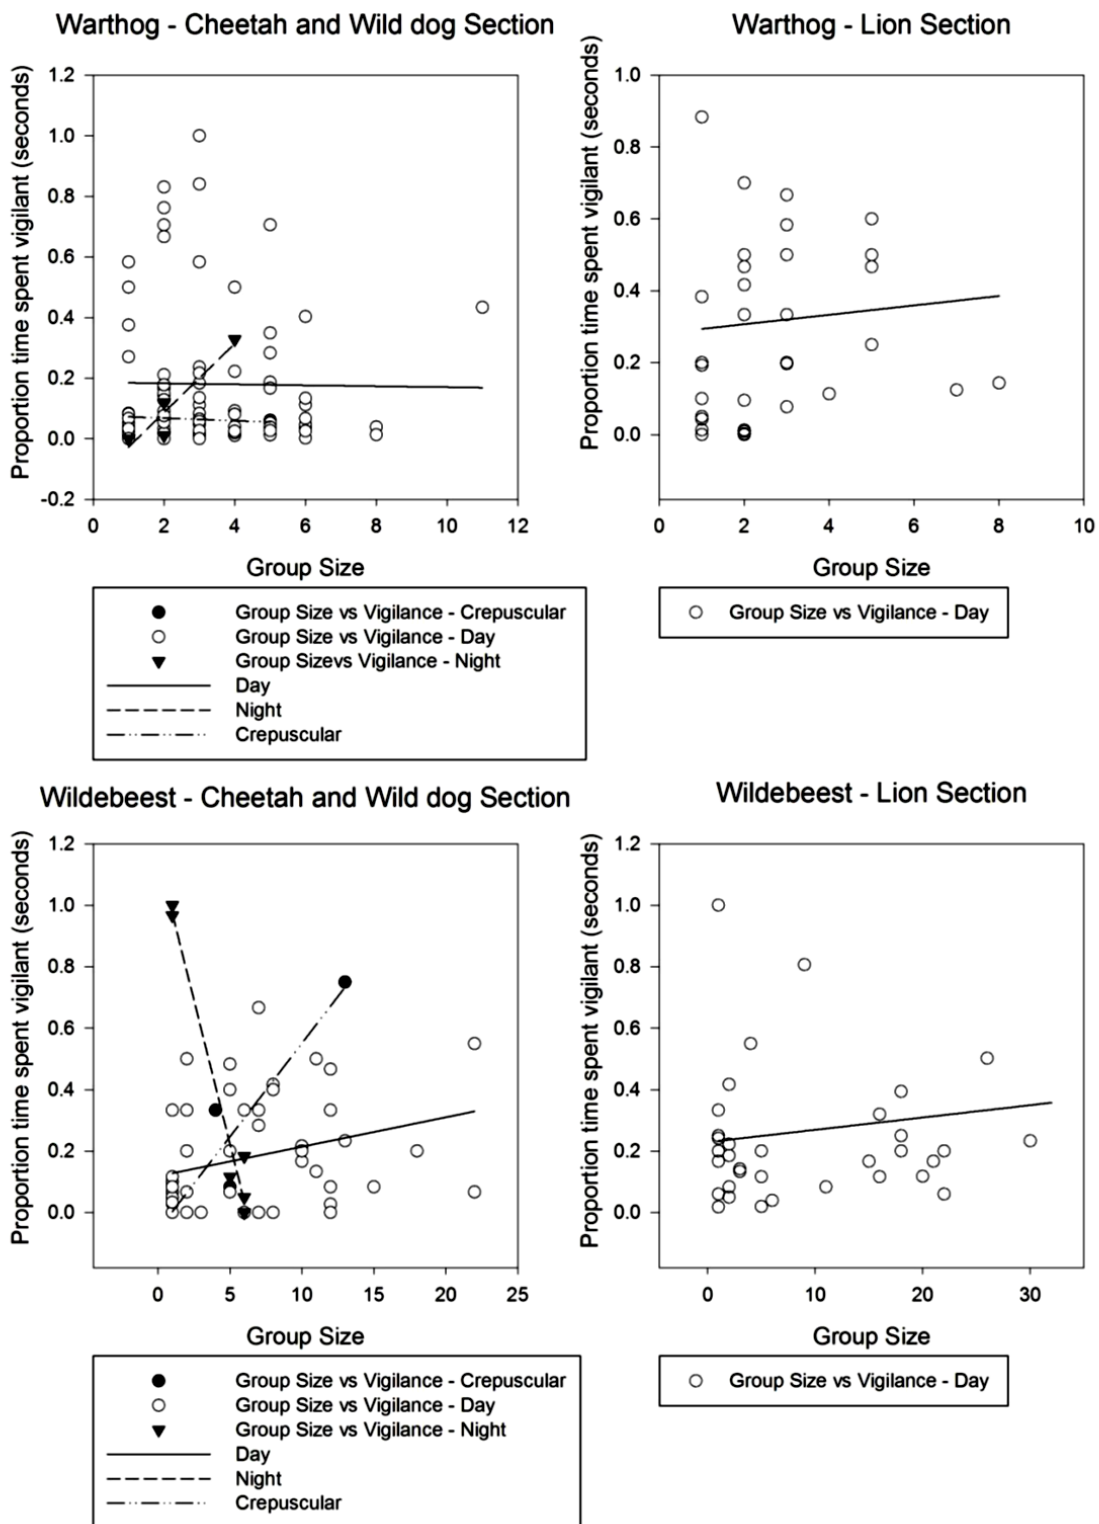 Warthog - Cheetah and Wild dog Section
Proportion time spent vigilant (seconds)
1.2
1.0
0.8
0.6
0.4
0.2
0.0
-0.2
0 2 4 6 8 10 12
Group Size
Group Size vs Vigilance - Crepuscular
Group Size vs Vigilance - Day
Group Sizevs Vigilance - Night
Day
Night
Crepuscular
Warthog - Lion Section
Proportion time spent vigilant (seconds)
1.0
0.8
0.6
0.4
0.2
0.0
0 2 4 6 8 10
Group Size
Group Size vs Vigilance - Day
Wildebeest - Cheetah and Wild dog Section
Proportion time spent vigilant (seconds)
1.2
1.0
0.8
0.6
0.4
0.2
0.0
0 5 10 15 20 25
Group Size
Group Size vs Vigilance - Crepuscular
Group Size vs Vigilance - Day
Group Size vs Vigilance - Night
Day
Night
Crepuscular
Wildebeest - Lion Section
Proportion time spent vigilant (seconds)
1.2
1.0
0.8
0.6
0.4
0.2
0.0
0 10 20 30
Group Size
Group Size vs Vigilance - Day